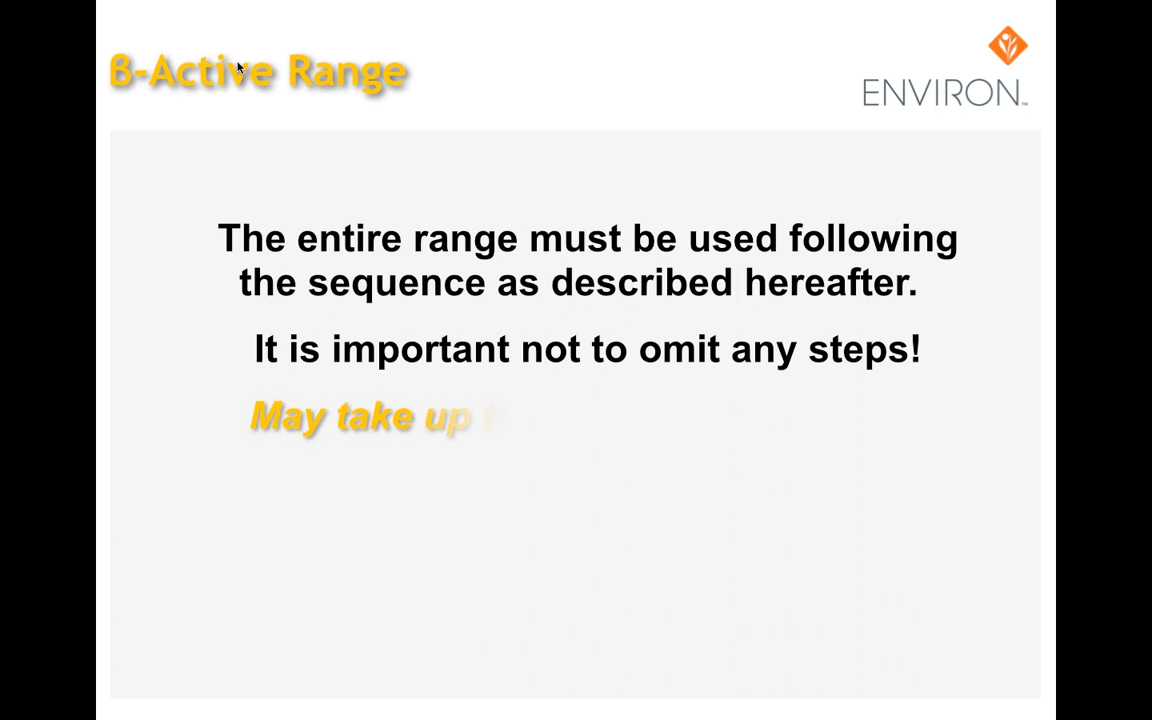 β-Active Range
ENVIRON™
The entire range must be used following
the sequence as described hereafter.
It is important not to omit any steps!
May take up